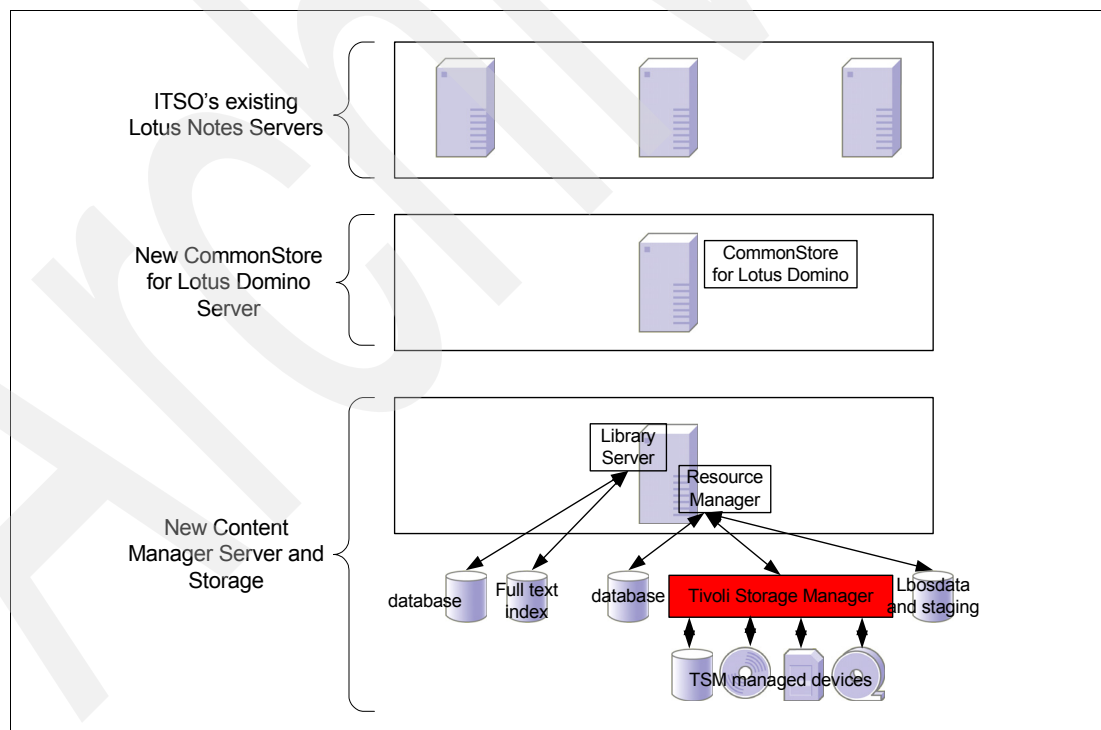 ITSO's existing
Lotus Notes Servers
New CommonStore
for Lotus Domino
Server
CommonStore
for Lotus Domino
New Content
Manager Server and
Storage
Library
Server
Resource
Manager
database
Full text
index
database
Tivoli Storage Manager
Lbosdata
and staging
TSM managed devices